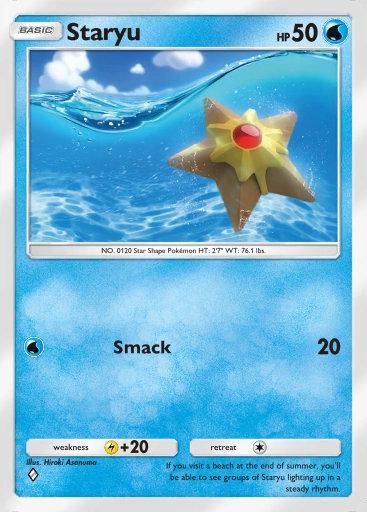 BASIC Staryu HP 50
NO. 0120 Star Shape Pokémon HT: 2'7" WT: 76.1 lbs.
Smack 20
weakness +20 retreat
Illus. Hiroki Asanuma
If you visit a beach at the end of summer, you'll
be able to see groups of Staryu lighting up in a
steady rhythm.